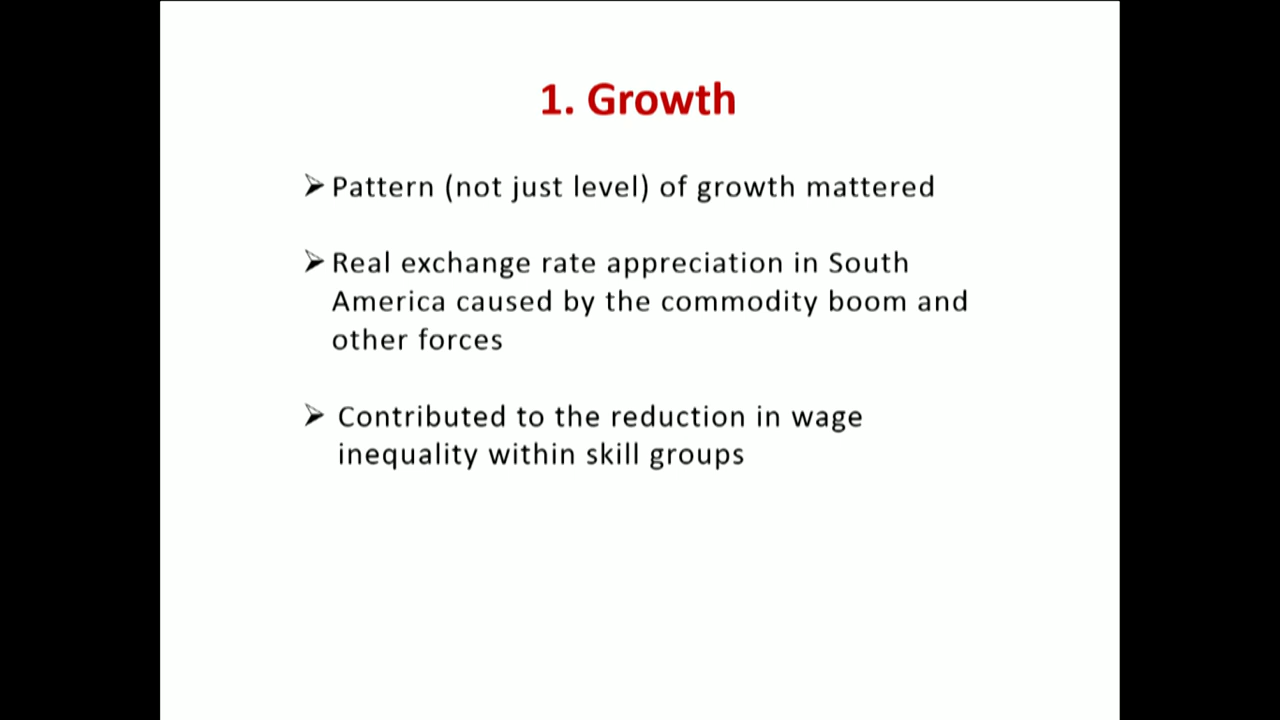 1. Growth
➢ Pattern (not just level) of growth mattered
➢ Real exchange rate appreciation in South
America caused by the commodity boom and
other forces
➢ Contributed to the reduction in wage
inequality within skill groups